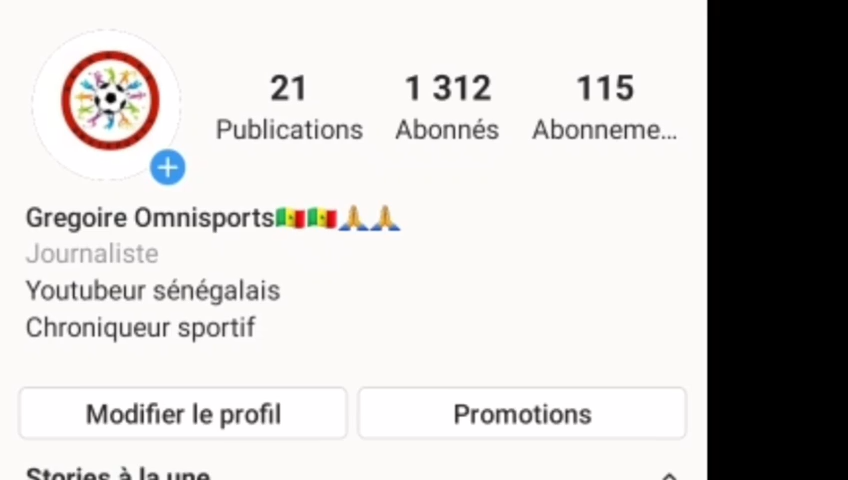 21 1 312 115
Publications Abonnés Abonneme...
Gregoire Omnisports🇸🇳🇸🇳🙏🙏
Journaliste
Youtubeur sénégalais
Chroniqueur sportif
Modifier le profil Promotions
Stories à la une